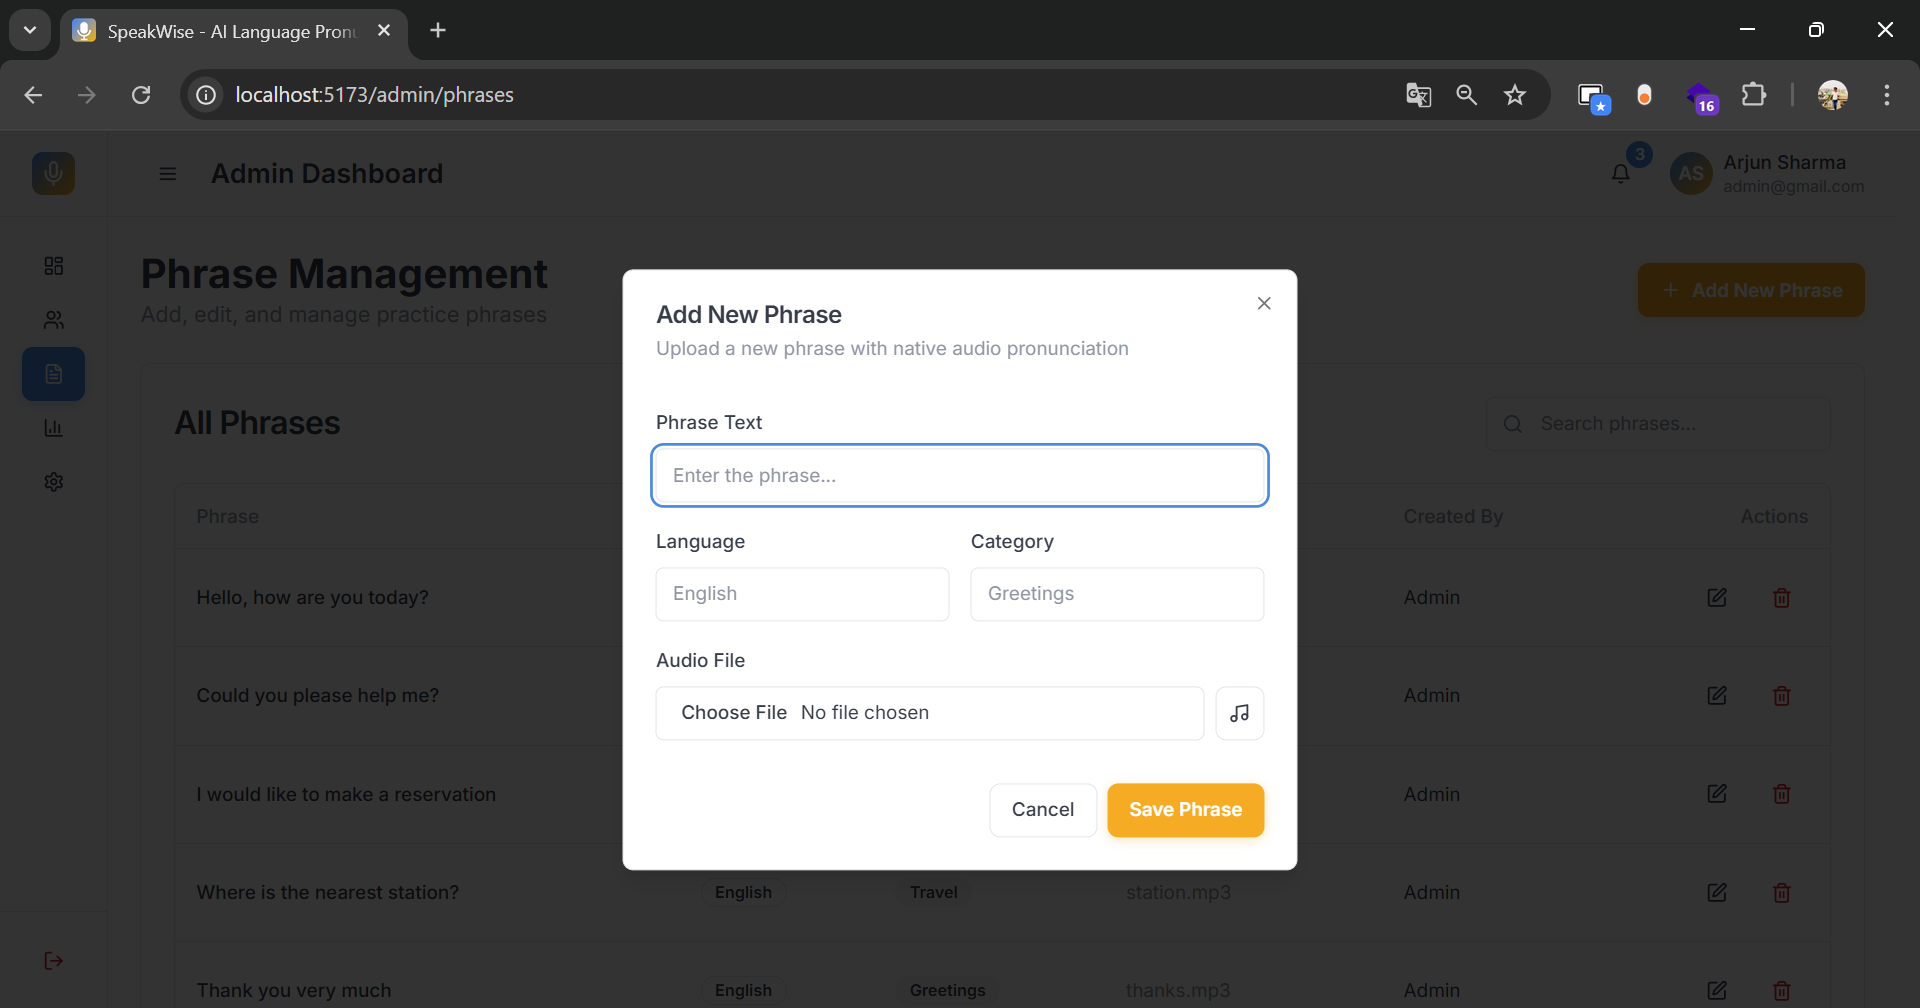 SpeakWise - AI Language Pronu
localhost:5173/admin/phrases
16
Admin Dashboard
3
AS
Arjun Sharma
admin@gmail.com
Phrase Management
Add, edit, and manage practice phrases
+ Add New Phrase
All Phrases
Search phrases...
Phrase
Created By
Actions
Hello, how are you today?
Admin
Could you please help me?
Admin
I would like to make a reservation
Admin
Where is the nearest station?
English
Travel
station.mp3
Admin
Thank you very much
English
Greetings
thanks.mp3
Admin
Add New Phrase
Upload a new phrase with native audio pronunciation
Phrase Text
Enter the phrase...
Language
Category
English
Greetings
Audio File
Choose File No file chosen
Cancel
Save Phrase